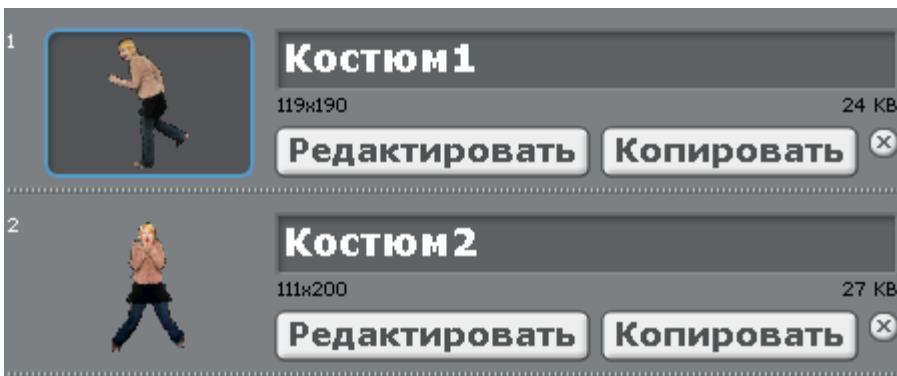 1
Костюм1
119x190 24 KB
Редактировать Копировать
2
Костюм2
111x200 27 KB
Редактировать Копировать